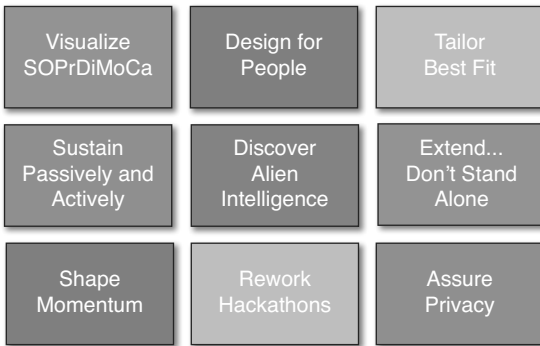 Visualize
SOPrDiMoCa
Design for
People
Tailor
Best Fit
Sustain
Passively and
Actively
Discover
Alien
Intelligence
Extend...
Don't Stand
Alone
Shape
Momentum
Rework
Hackathons
Assure
Privacy